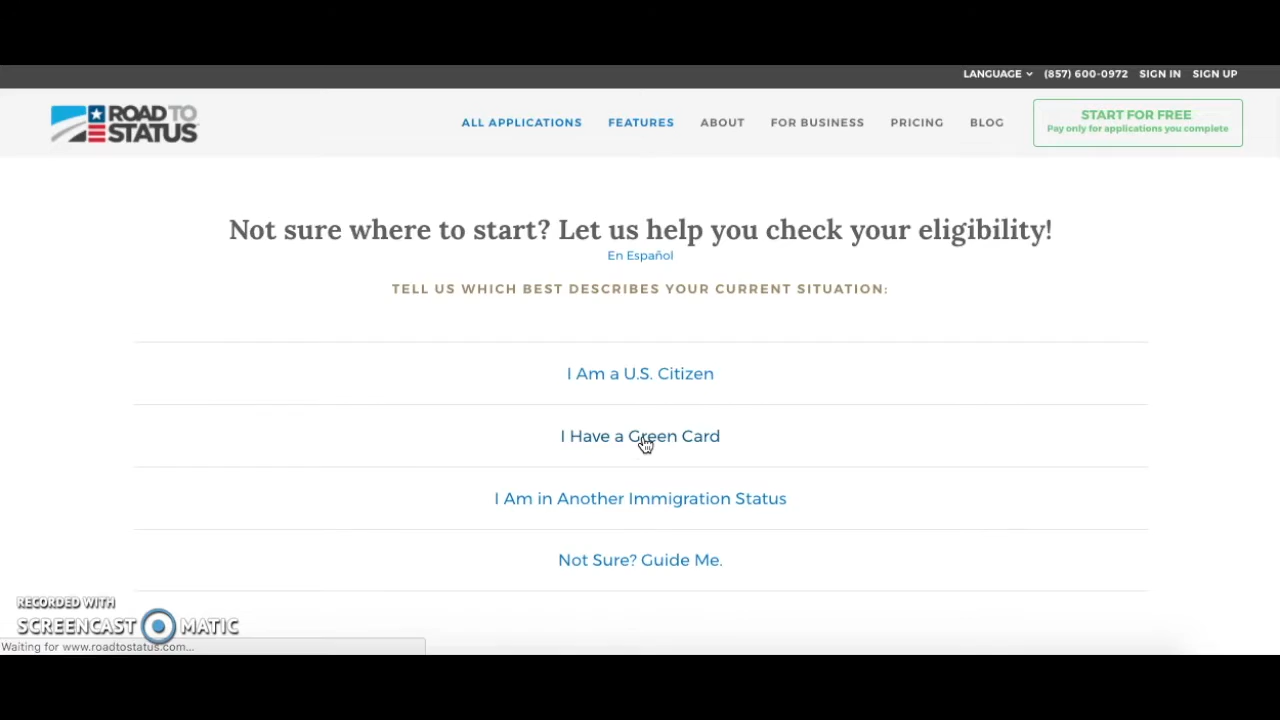 LANGUAGE (857) 600-0972 SIGN IN SIGN UP
ROAD TO
STATUS
ALL APPLICATIONS FEATURES ABOUT FOR BUSINESS PRICING BLOG
START FOR FREE
Pay only for applications you complete
Not sure where to start? Let us help you check your eligibility!
En Español
TELL US WHICH BEST DESCRIBES YOUR CURRENT SITUATION:
I Am a U.S. Citizen
I Have a Green Card
I Am in Another Immigration Status
Not Sure? Guide Me.
RECORDED WITH
SCREENCAST MATIC
Waiting for www.roadtostatus.com...